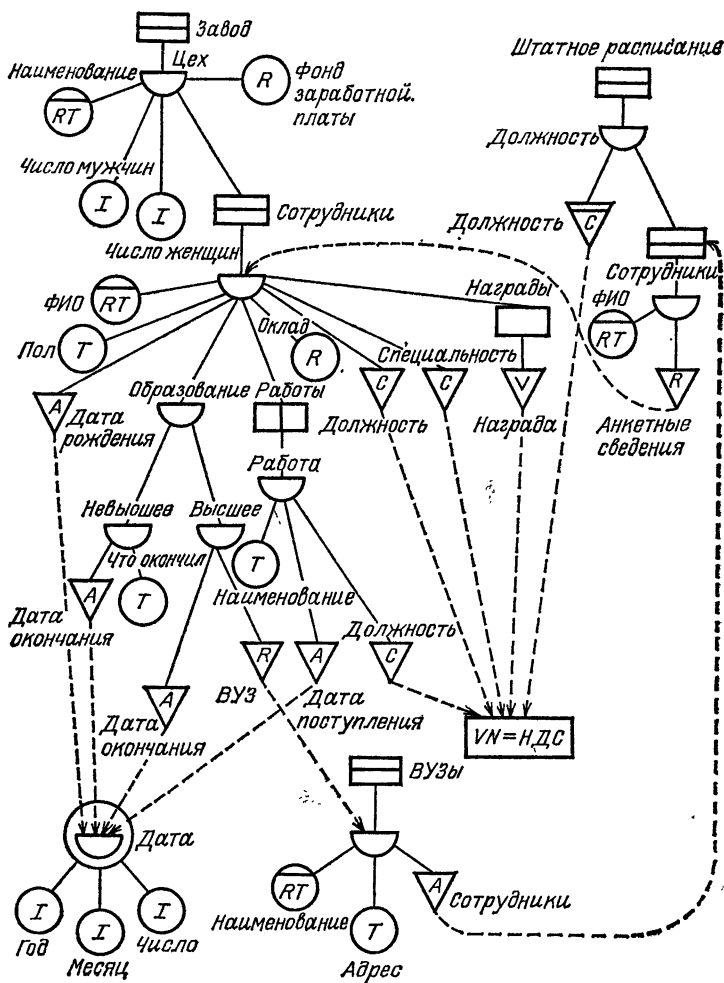 Завод
Цех
Наименование
RT
R
Фонд
заработной.
платы
Штатное расписание
Должность
Число мужчин
I
I
Число женщин
Сотрудники
Должность
C
Сотрудники
ФИО
RT
Пол
T
Оклад
R
Награды
Специальность
ФИО
RT
R
Анкетные
сведения
A
Дата
рождения
Образование
Работы
C
Должность
C
V
Награда
Работа
Невысшее
Высшее
Что окончил
A
T
T
Наименование
Дата
окончания
Должность
R
ВУЗ
A
C
Дата
поступления
A
Дата
окончания
VN=НДС
ВУЗы
Дата
I
Год
I
Месяц
I
Число
RT
Наименование
T
Адрес
A
Сотрудники